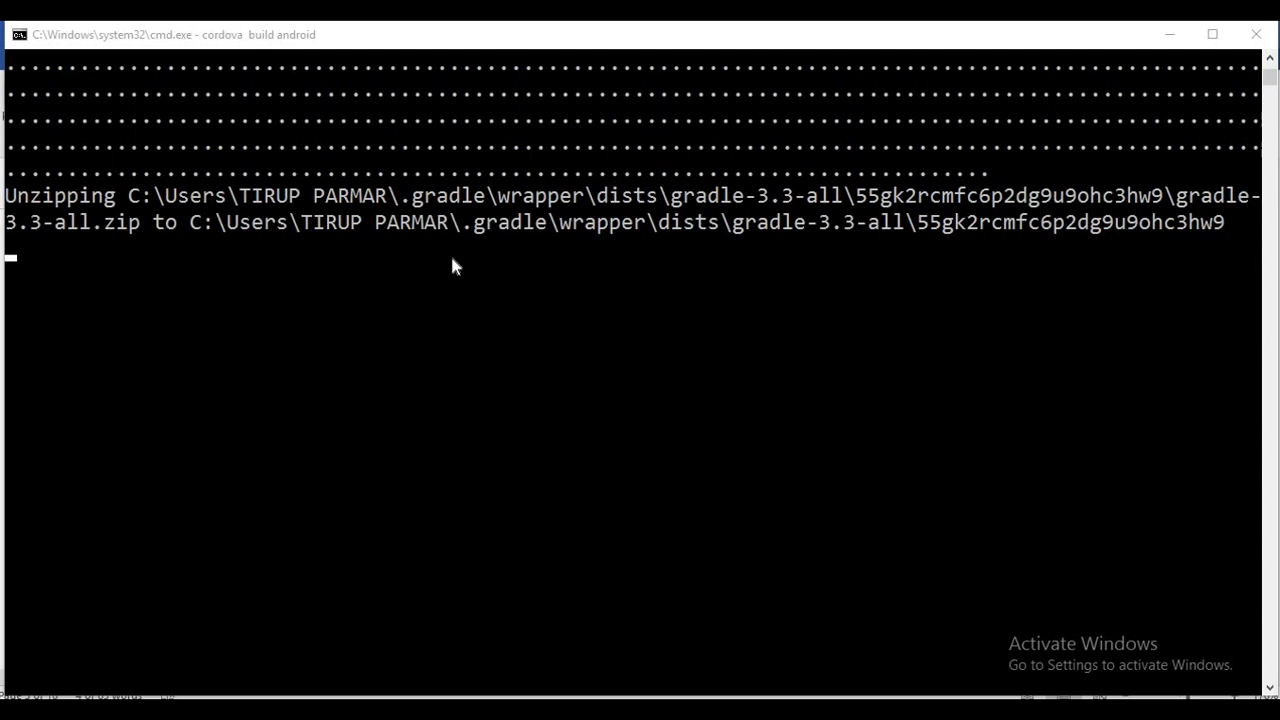 C:\Windows\system32\cmd.exe - cordova  build android
....................................................................................................
....................................................................................................
....................................................................................................
....................................................................................................
................................................................................
Unzipping C:\Users\TIRUP PARMAR\.gradle\wrapper\dists\gradle-3.3-all\55gk2rcmfc6p2dg9u9ohc3hw9\gradle-
3.3-all.zip to C:\Users\TIRUP PARMAR\.gradle\wrapper\dists\gradle-3.3-all\55gk2rcmfc6p2dg9u9ohc3hw9
Activate Windows
Go to Settings to activate Windows.